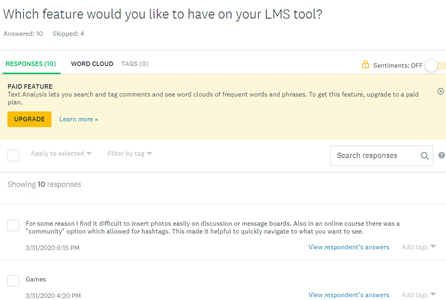 Which feature would you like to have on your LMS tool?
Answered: 10 Skipped: 4
RESPONSES (10) WORD CLOUD TAGS (0) Sentiments: OFF
PAID FEATURE
Text Analysis lets you search and tag comments and see word clouds of frequent words and phrases. To get this feature, upgrade to a paid
plan.
UPGRADE Learn more »
Apply to selected Filter by tag Search responses ?
Showing 10 responses
For some reason I find it difficult to insert photos easily on discussion or message boards. Also in an online course there was a
"community" option which allowed for hashtags. This made it helpful to quickly navigate to what you want to see.
3/31/2020 6:15 PM View respondent's answers Add tags
Games
3/31/2020 4:20 PM View respondent's answers Add tags